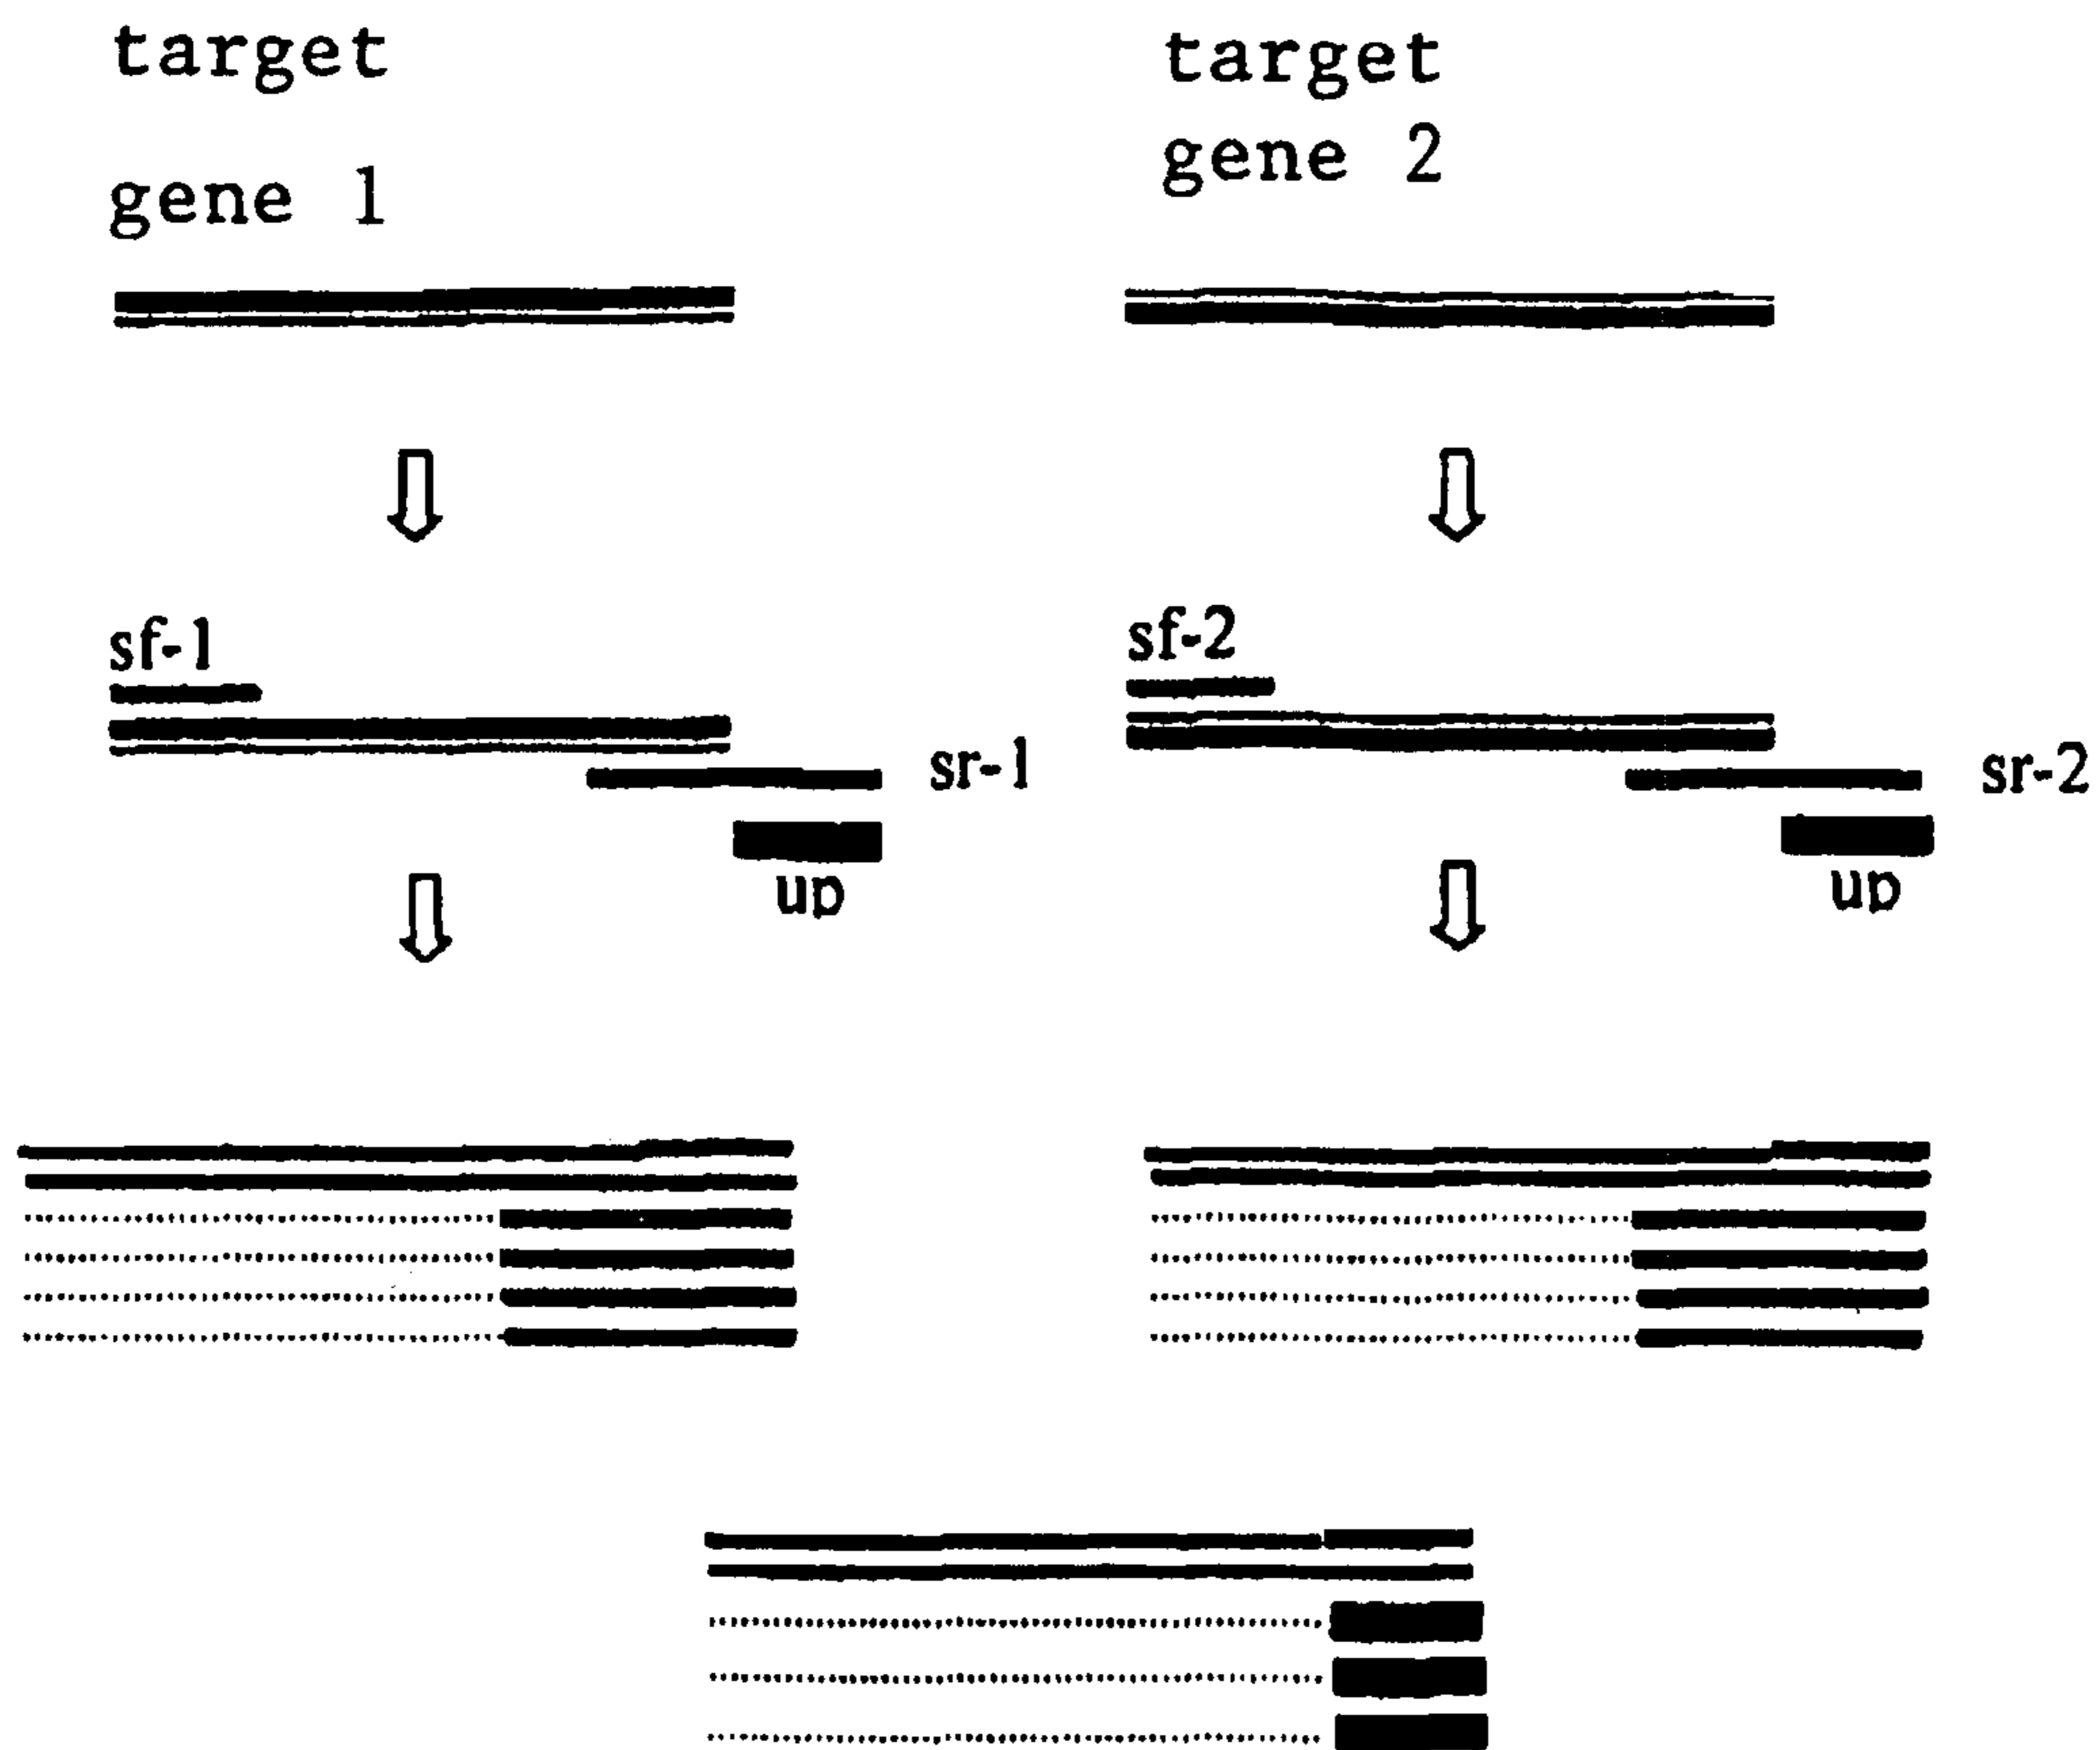 target
gene 1
target
gene 2
sf-1
sr-1
up
sf-2
sr-2
up